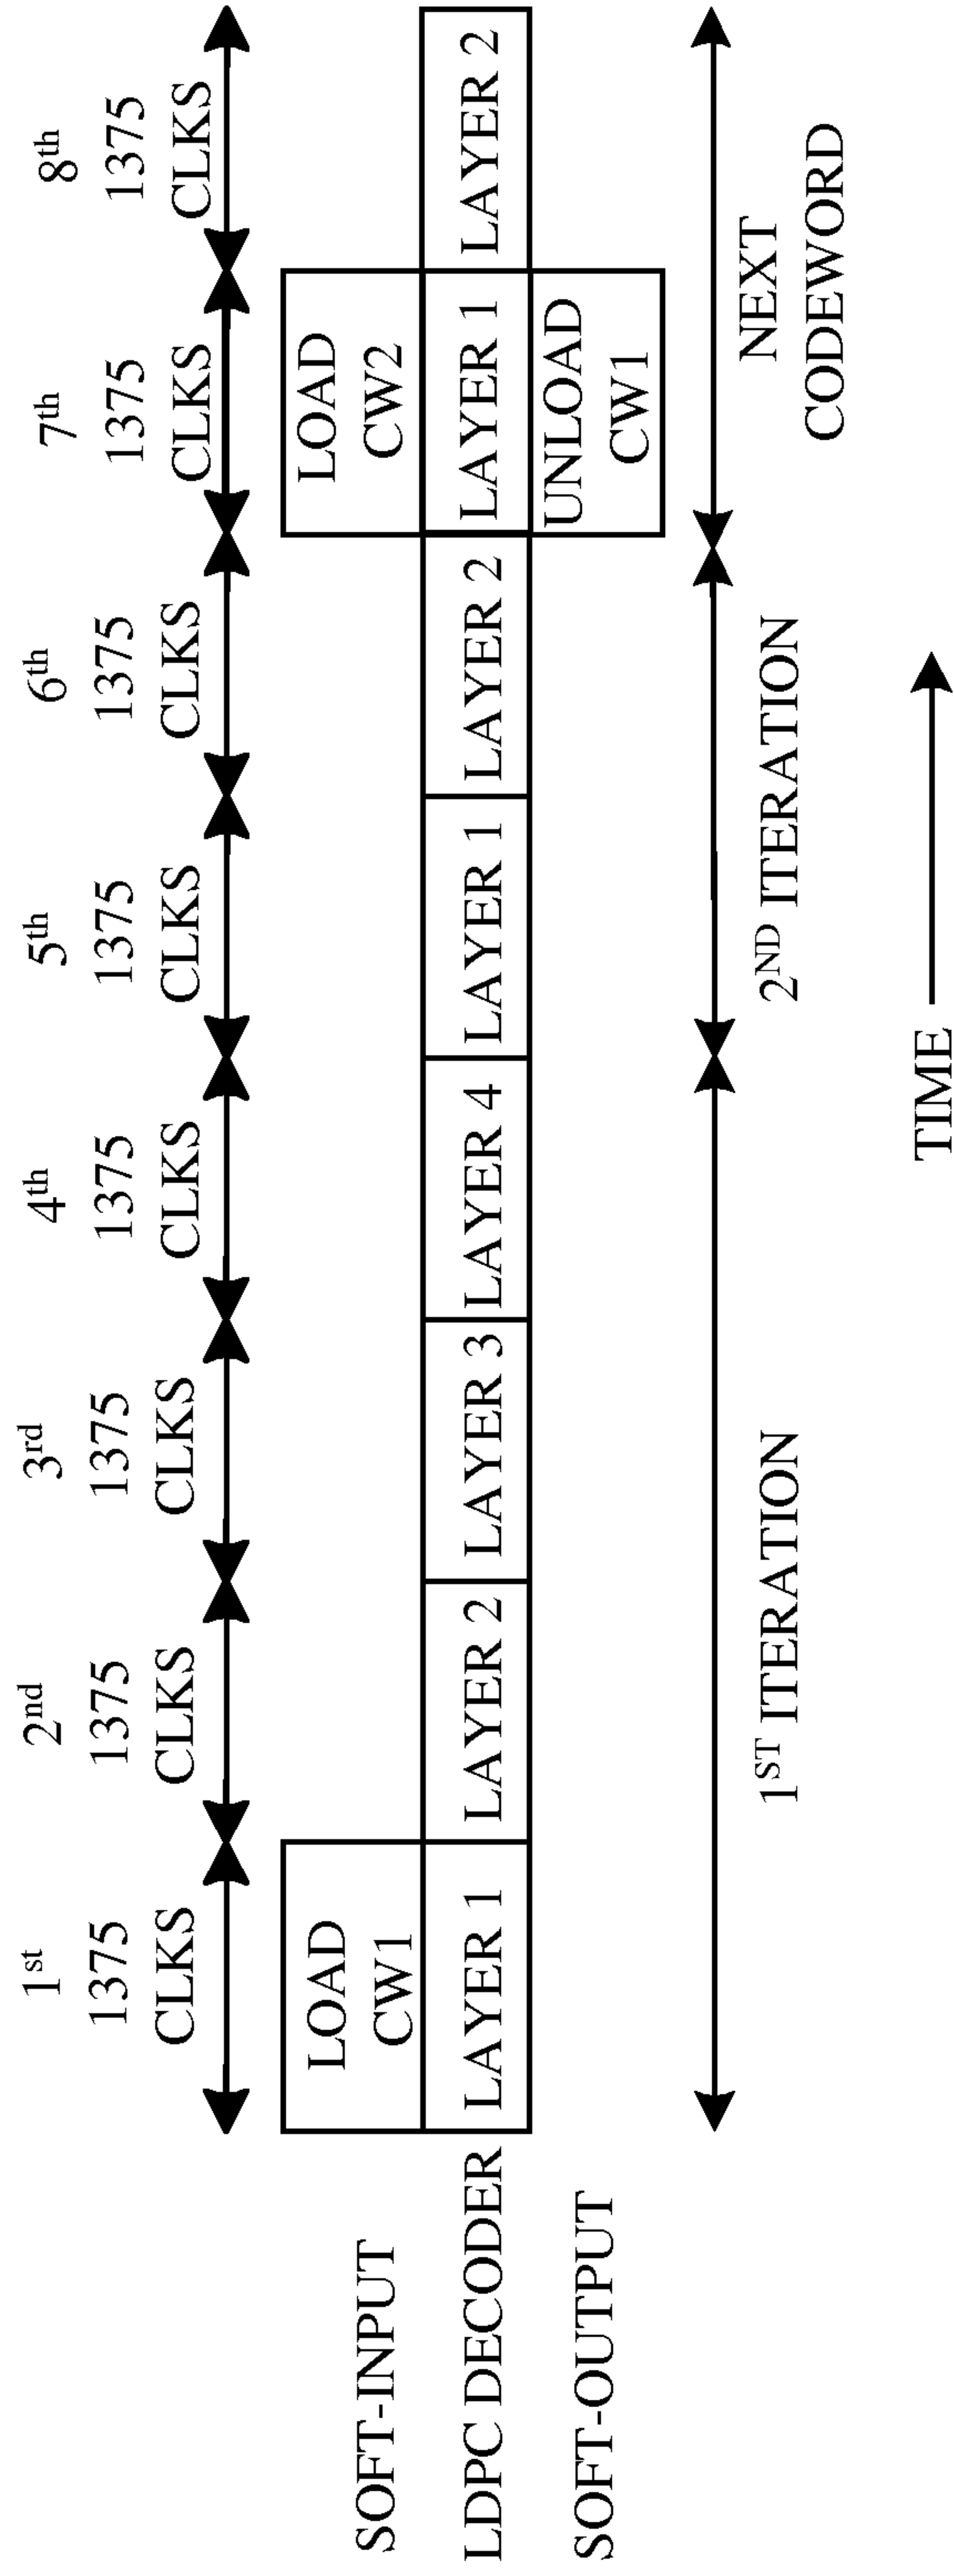 1st 2nd 3rd 4th 5th 6th 7th 8th
1375 1375 1375 1375 1375 1375 1375 1375
CLKS CLKS CLKS CLKS CLKS CLKS CLKS CLKS
SOFT-INPUT
LOAD
CW1
LOAD
CW2
LDPC DECODER
LAYER 1
LAYER 2
LAYER 3
LAYER 4
LAYER 1
LAYER 2
LAYER 1
LAYER 2
SOFT-OUTPUT
UNLOAD
CW1
1ST ITERATION
2ND ITERATION
NEXT
CODEWORD
TIME